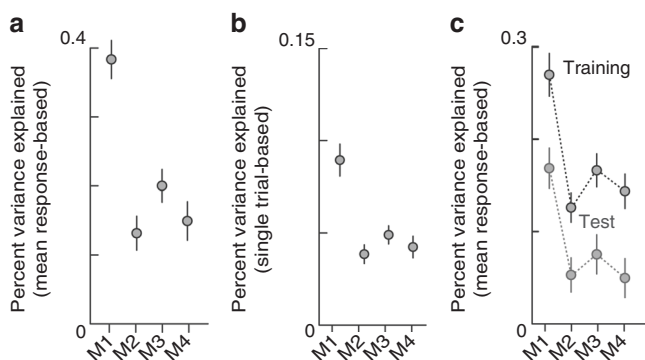 a
0.4
Percent variance explained
(mean response-based)
0
M1
M2
M3
M4
b
0.15
Percent variance explained
(single trial-based)
0
M1
M2
M3
M4
c
0.3
Percent variance explained
(mean response-based)
Training
Test
0
M1
M2
M3
M4